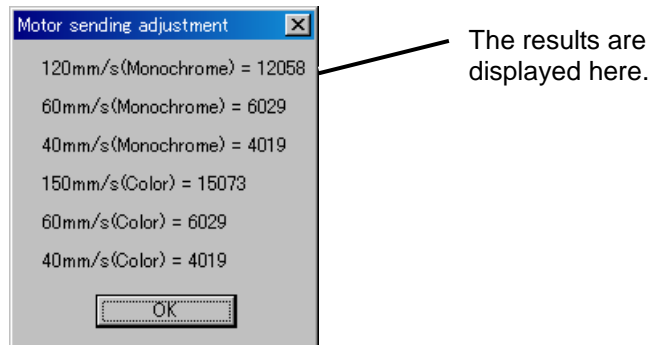 Motor sending adjustment
120mm/s(Monochrome) = 12058
60mm/s(Monochrome) = 6029
40mm/s(Monochrome) = 4019
150mm/s(Color) = 15073
60mm/s(Color) = 6029
40mm/s(Color) = 4019
OK
The results are
displayed here.